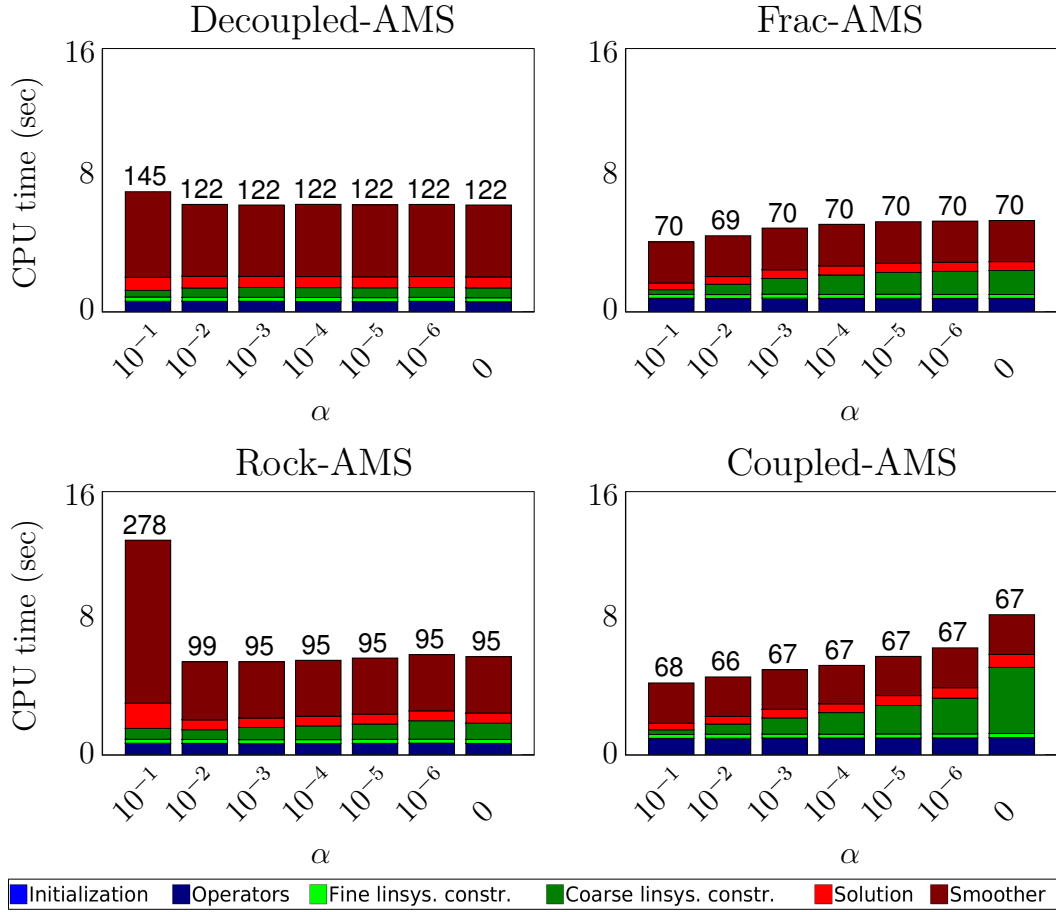 Decoupled-AMS
CPU time (sec)
16
8
0
145 122 122 122 122 122 122
10⁻¹ 10⁻² 10⁻³ 10⁻⁴ 10⁻⁵ 10⁻⁶ 0
α
Frac-AMS
16
8
0
70 69 70 70 70 70 70
10⁻¹ 10⁻² 10⁻³ 10⁻⁴ 10⁻⁵ 10⁻⁶ 0
α
Rock-AMS
CPU time (sec)
16
8
0
278 99 95 95 95 95 95
10⁻¹ 10⁻² 10⁻³ 10⁻⁴ 10⁻⁵ 10⁻⁶ 0
α
Coupled-AMS
16
8
0
68 66 67 67 67 67 67
10⁻¹ 10⁻² 10⁻³ 10⁻⁴ 10⁻⁵ 10⁻⁶ 0
α
Initialization Operators Fine linsys. constr. Coarse linsys. constr. Solution Smoother